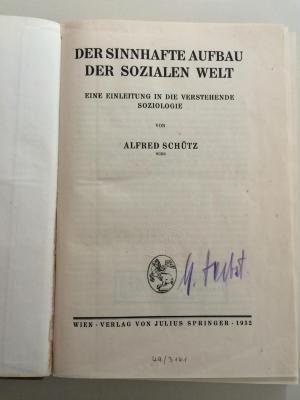 DER SINNHAFTE AUFBAU
DER SOZIALEN WELT
EINE EINLEITUNG IN DIE VERSTEHENDE
SOZIOLOGIE
VON
ALFRED SCHÜTZ
WIEN
WIEN · VERLAG VON JULIUS SPRINGER · 1932